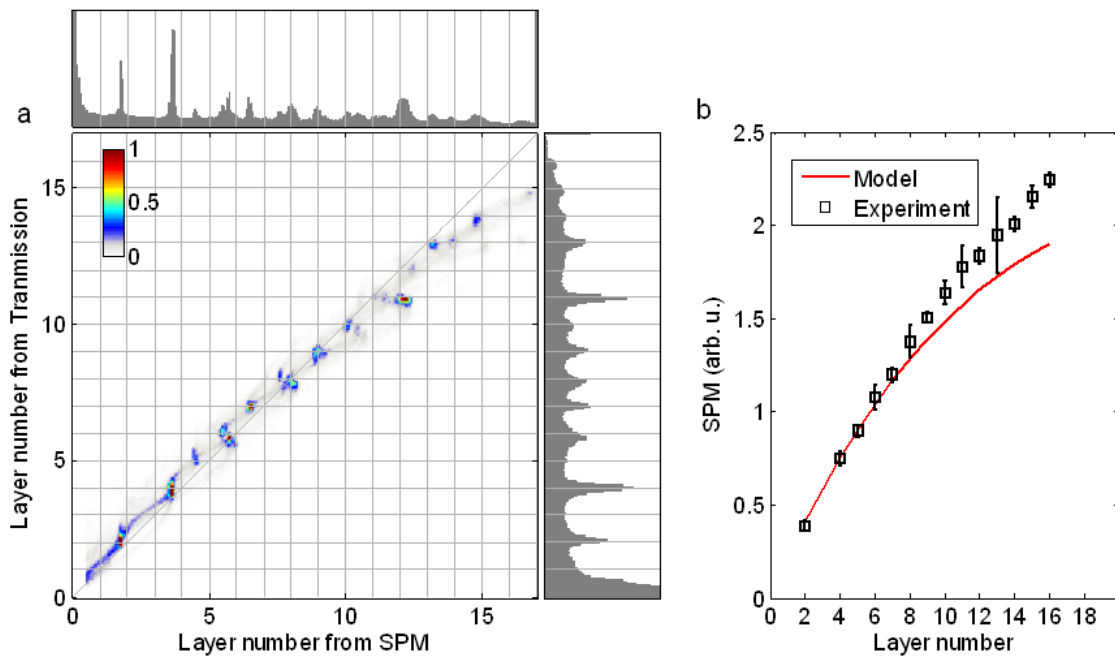 a
1
0.5
0
15
10
5
0
Layer number from Tranmission
0 5 10 15
Layer number from SPM
b
2.5
2
1.5
1
0.5
0
SPM (arb. u.)
Model
Experiment
0 2 4 6 8 10 12 14 16 18
Layer number